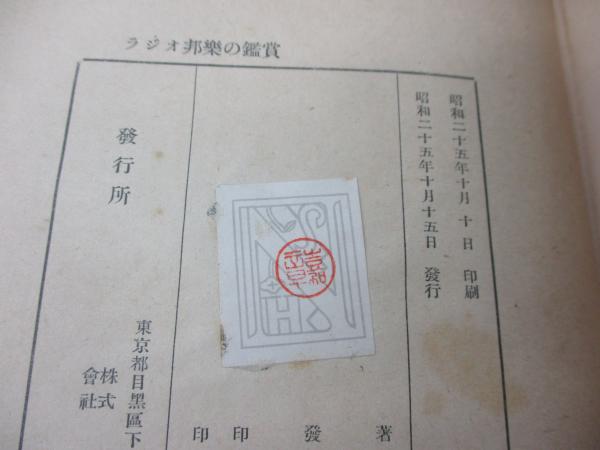 ラジオ邦樂の鑑賞
昭和二十五年十月十日 印刷
昭和二十五年十月十五日 發行
著
發
印
印
發行所
東京都目黑區下
株式
會社